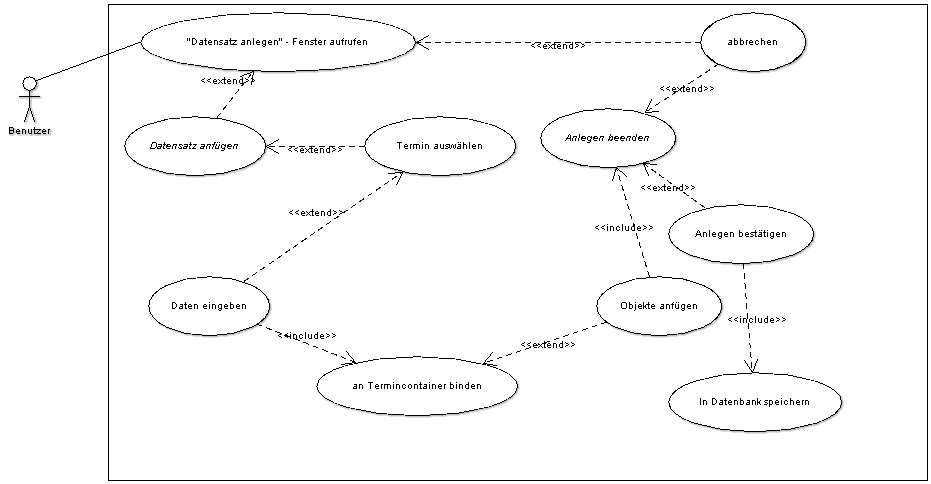 "Datensatz anlegen" - Fenster aufrufen
abbrechen
<<extend>>
<<extend>>
<<extend>>
Benutzer
Datensatz anfügen
<<extend>>
Termin auswählen
Anlegen beenden
<<extend>>
<<extend>>
<<include>>
Anlegen bestätigen
Daten eingeben
Objekte anfügen
<<include>>
<<extend>>
<<include>>
an Termincontainer binden
In Datenbank speichern